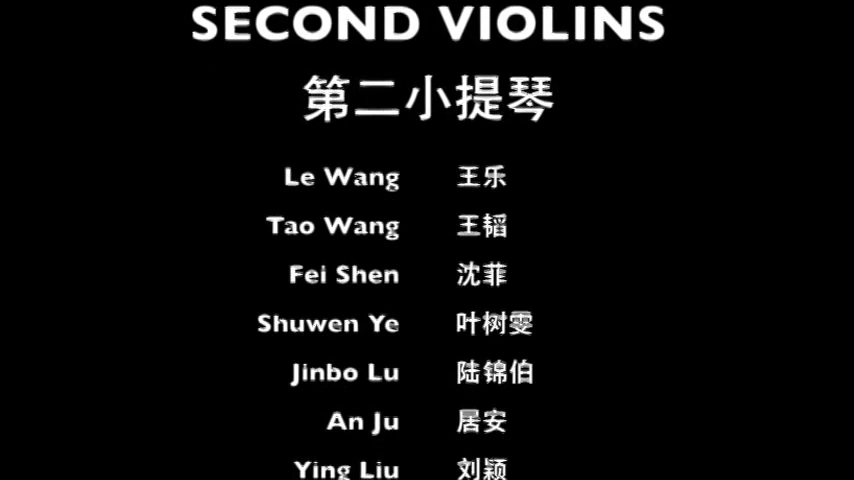 SECOND VIOLINS
第二小提琴
Le Wang 王乐
Tao Wang 王韬
Fei Shen 沈菲
Shuwen Ye 叶树雯
Jinbo Lu 陆锦伯
An Ju 居安
Ying Liu 刘颖